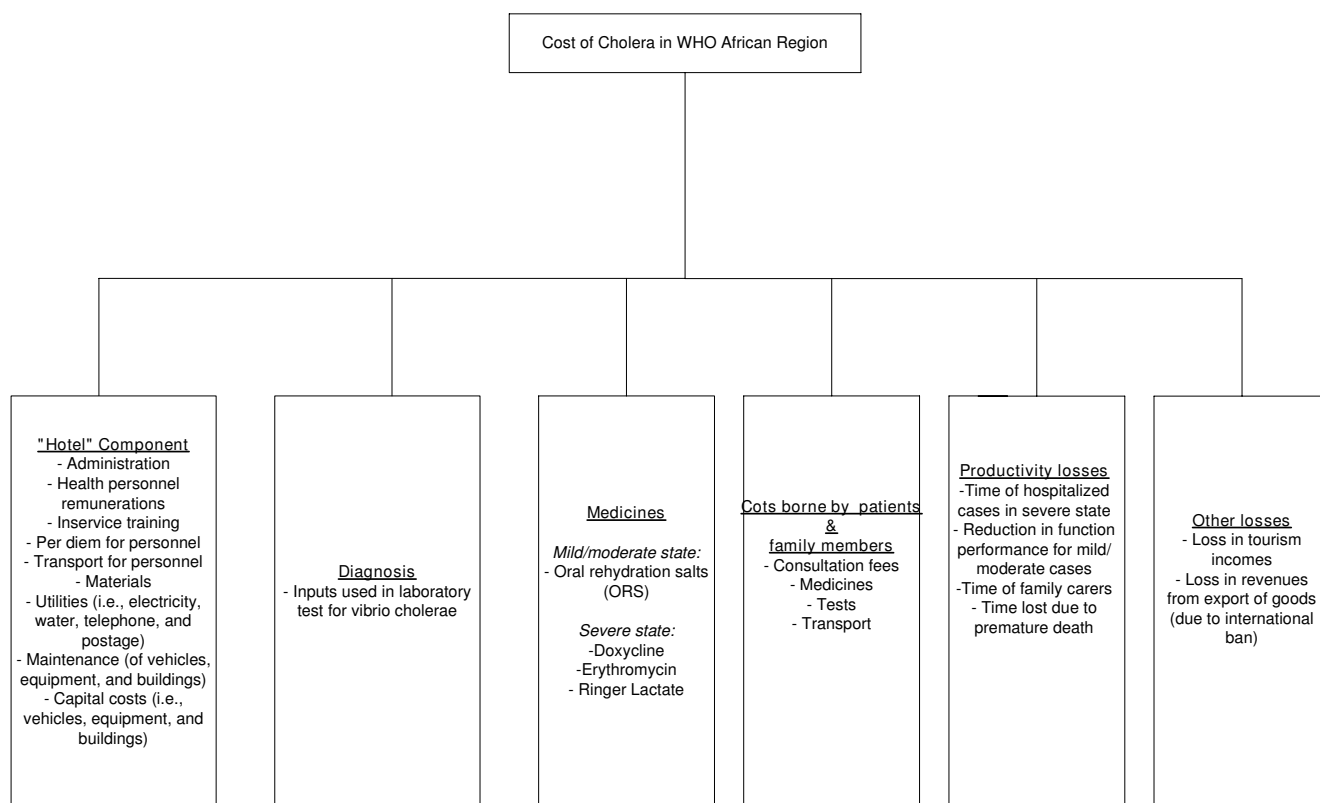 Cost of Cholera in WHO African Region
"Hotel" Component
- Administration
- Health personnel
remunerations
- Inservice training
- Per diem for personnel
- Transport for personnel
- Materials
- Utilities (i.e., electricity,
water, telephone, and
postage)
- Maintenance (of vehicles,
equipment, and buildings)
- Capital costs (i.e.,
vehicles, equipment, and
buildings)
Diagnosis
- Inputs used in laboratory
test for vibrio cholerae
Medicines
Mild/moderate state:
- Oral rehydration salts
(ORS)
Severe state:
-Doxycline
-Erythromycin
- Ringer Lactate
Cots borne by patients
&
family members
- Consultation fees
- Medicines
- Tests
- Transport
Productivity losses
-Time of hospitalized
cases in severe state
- Reduction in function
performance for mild/
moderate cases
-Time of family carers
- Time lost due to
premature death
Other losses
- Loss in tourism
incomes
- Loss in revenues
from export of goods
(due to international
ban)